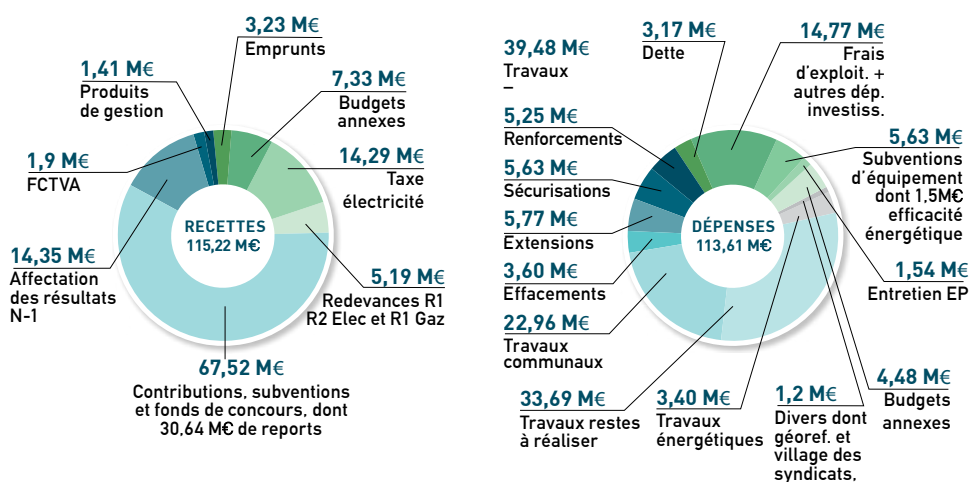 3,23 M€
Emprunts
1,41 M€
Produits
de gestion
7,33 M€
Budgets
annexes
1,9 M€
FCTVA
14,29 M€
Taxe
électricité
RECETTES
115,22 M€
14,35 M€
Affectation
des résultats
N-1
5,19 M€
Redevances R1
R2 Elec et R1 Gaz
67,52 M€
Contributions, subventions
et fonds de concours, dont
30,64 M€ de reports
39,48 M€
Travaux
–
3,17 M€
Dette
14,77 M€
Frais
d'exploit. +
autres dép.
investiss.
5,25 M€
Renforcements
5,63 M€
Sécurisations
5,77 M€
Extensions
3,60 M€
Effacements
22,96 M€
Travaux
communaux
DÉPENSES
113,61 M€
5,63 M€
Subventions
d'équipement
dont 1,5M€
efficacité
énergétique
1,54 M€
Entretien EP
4,48 M€
Budgets
annexes
33,69 M€
Travaux restes
à réaliser
3,40 M€
Travaux
énergétiques
1,2 M€
Divers dont
géoref. et
village des
syndicats,